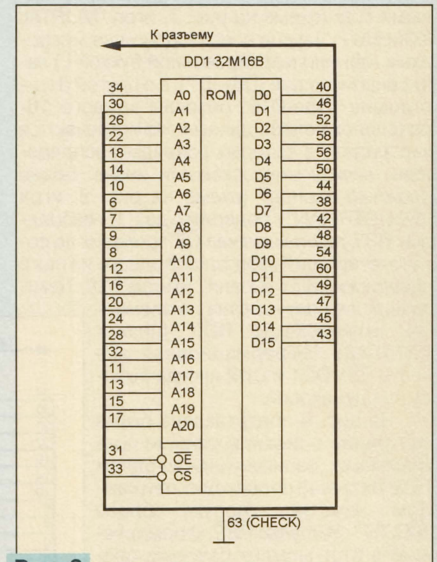 К разъему
DD1 32M16B
34 A0 ROM D0 40
30 A1 D1 46
26 A2 D2 52
22 A3 D3 58
18 A4 D4 56
14 A5 D5 50
10 A6 D6 44
6 A7 D7 38
A8 D8 42
9 A9 D9 48
8 A10 D10 54
12 A11 D11 60
16 A12 D12 49
20 A13 D13 47
24 A14 D14 45
28 A15 D15 43
32 A16
11 A17
13 A18
15 A19
17 A20
31 OE
33 CS
63 (CHECK)